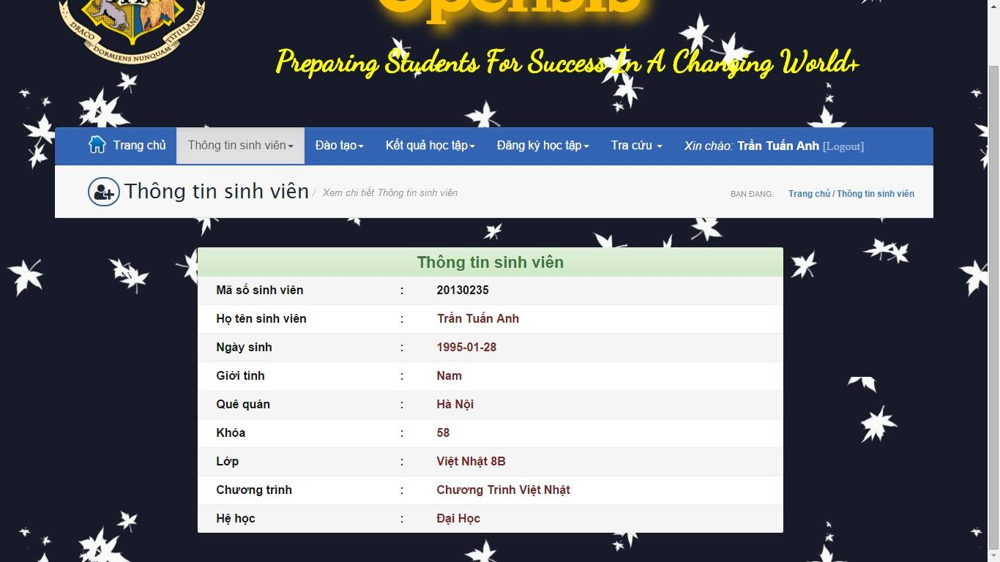 OpenSIS
DRACO DORMIENS NUNQUAM TITILLANDUS
Preparing Students For Success In A Changing World+
Trang chủ Thông tin sinh viên Đào tạo Kết quả học tập Đăng ký học tập Tra cứu Xin chào: Trần Tuấn Anh [Logout]
Thông tin sinh viên / Xem chi tiết Thông tin sinh viên BẠN ĐANG: Trang chủ / Thông tin sinh viên
Thông tin sinh viên
Mã số sinh viên : 20130235
Họ tên sinh viên : Trần Tuấn Anh
Ngày sinh : 1995-01-28
Giới tính : Nam
Quê quán : Hà Nội
Khóa : 58
Lớp : Việt Nhật 8B
Chương trình : Chương Trình Việt Nhật
Hệ học : Đại Học